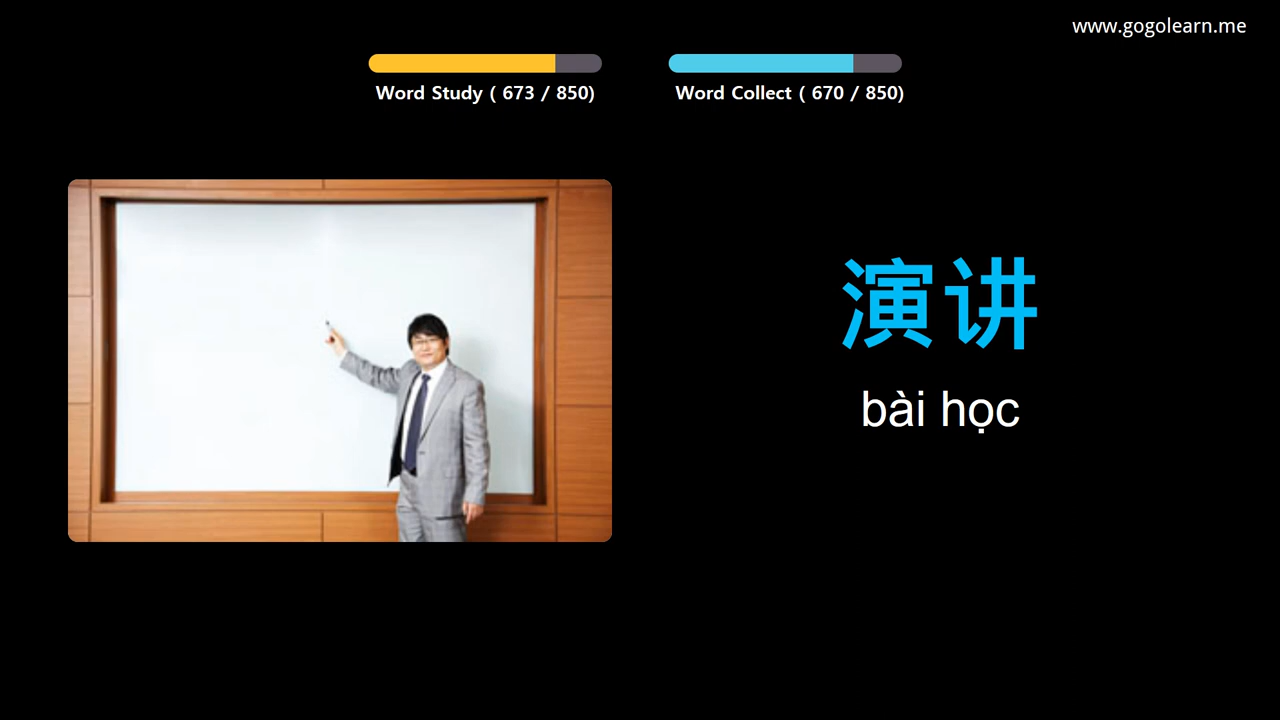 www.gogolearn.me
Word Study ( 673 / 850)
Word Collect ( 670 / 850)
演讲
bài học